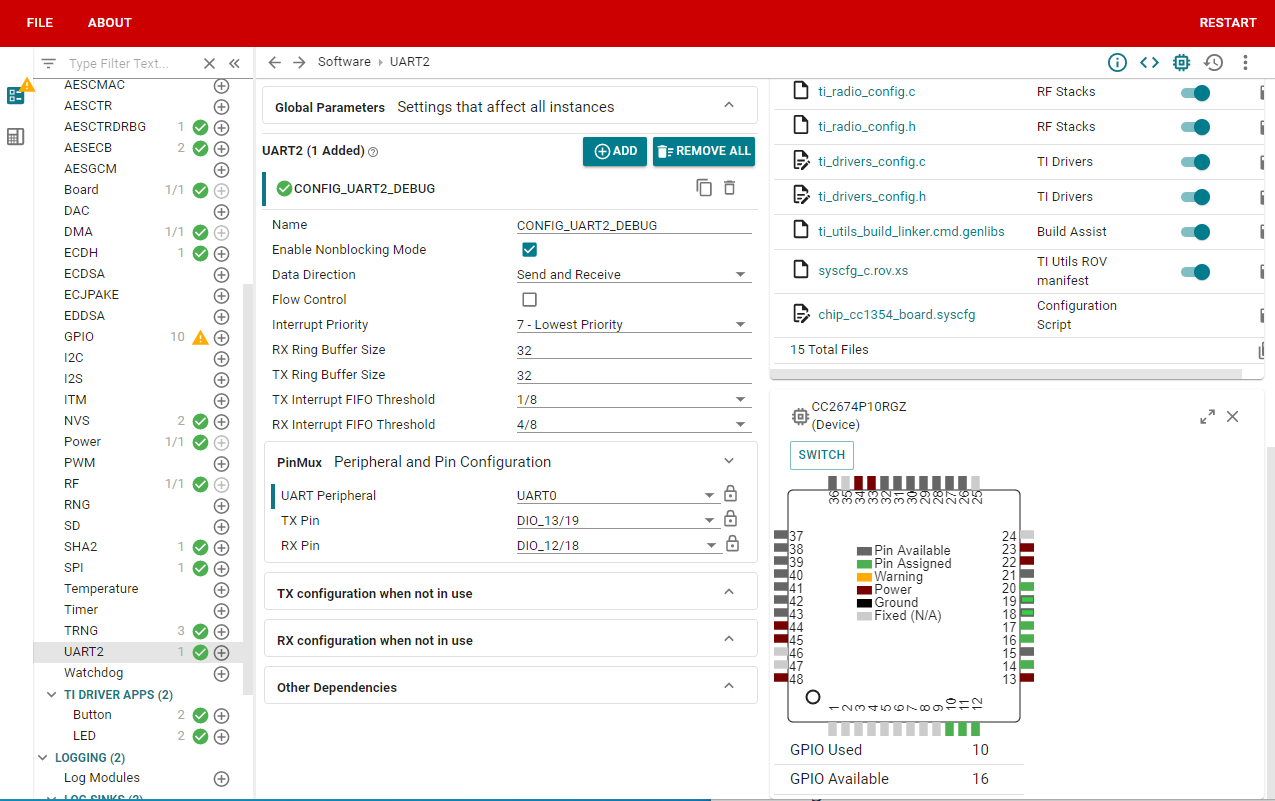 FILE ABOUT RESTART
Type Filter Text...
AESCMAC
AESCTR
AESCTRDRBG 1
AESECB 2
AESGCM
Board 1/1
DAC
DMA 1/1
ECDH 1
ECDSA
ECJPAKE
EDDSA
GPIO 10
I2C
I2S
ITM
NVS 2
Power 1/1
PWM
RF 1/1
RNG
SD
SHA2 1
SPI 1
Temperature
Timer
TRNG 3
UART2 1
Watchdog
TI DRIVER APPS (2)
Button 2
LED 2
LOGGING (2)
Log Modules
LOG SINKS (2)
Software › UART2
Global Parameters Settings that affect all instances
UART2 (1 Added) ADD REMOVE ALL
CONFIG_UART2_DEBUG
Name CONFIG_UART2_DEBUG
Enable Nonblocking Mode
Data Direction Send and Receive
Flow Control
Interrupt Priority 7 - Lowest Priority
RX Ring Buffer Size 32
TX Ring Buffer Size 32
TX Interrupt FIFO Threshold 1/8
RX Interrupt FIFO Threshold 4/8
PinMux Peripheral and Pin Configuration
UART Peripheral UART0
TX Pin DIO_13/19
RX Pin DIO_12/18
TX configuration when not in use
RX configuration when not in use
Other Dependencies
ti_radio_config.c RF Stacks
ti_radio_config.h RF Stacks
ti_drivers_config.c TI Drivers
ti_drivers_config.h TI Drivers
ti_utils_build_linker.cmd.genlibs Build Assist
syscfg_c.rov.xs TI Utils ROV
manifest
chip_cc1354_board.syscfg Configuration
Script
15 Total Files
CC2674P10RGZ
(Device)
SWITCH
36 35 34 33 32 31 30 29 28 27 26 25
37 24
38 23
39 22
40 21
41 20
42 19
43 18
44 17
45 16
46 15
47 14
48 13
Pin Available
Pin Assigned
Warning
Power
Ground
Fixed (N/A)
1 2 3 4 5 6 7 8 9 10 11 12
GPIO Used 10
GPIO Available 16